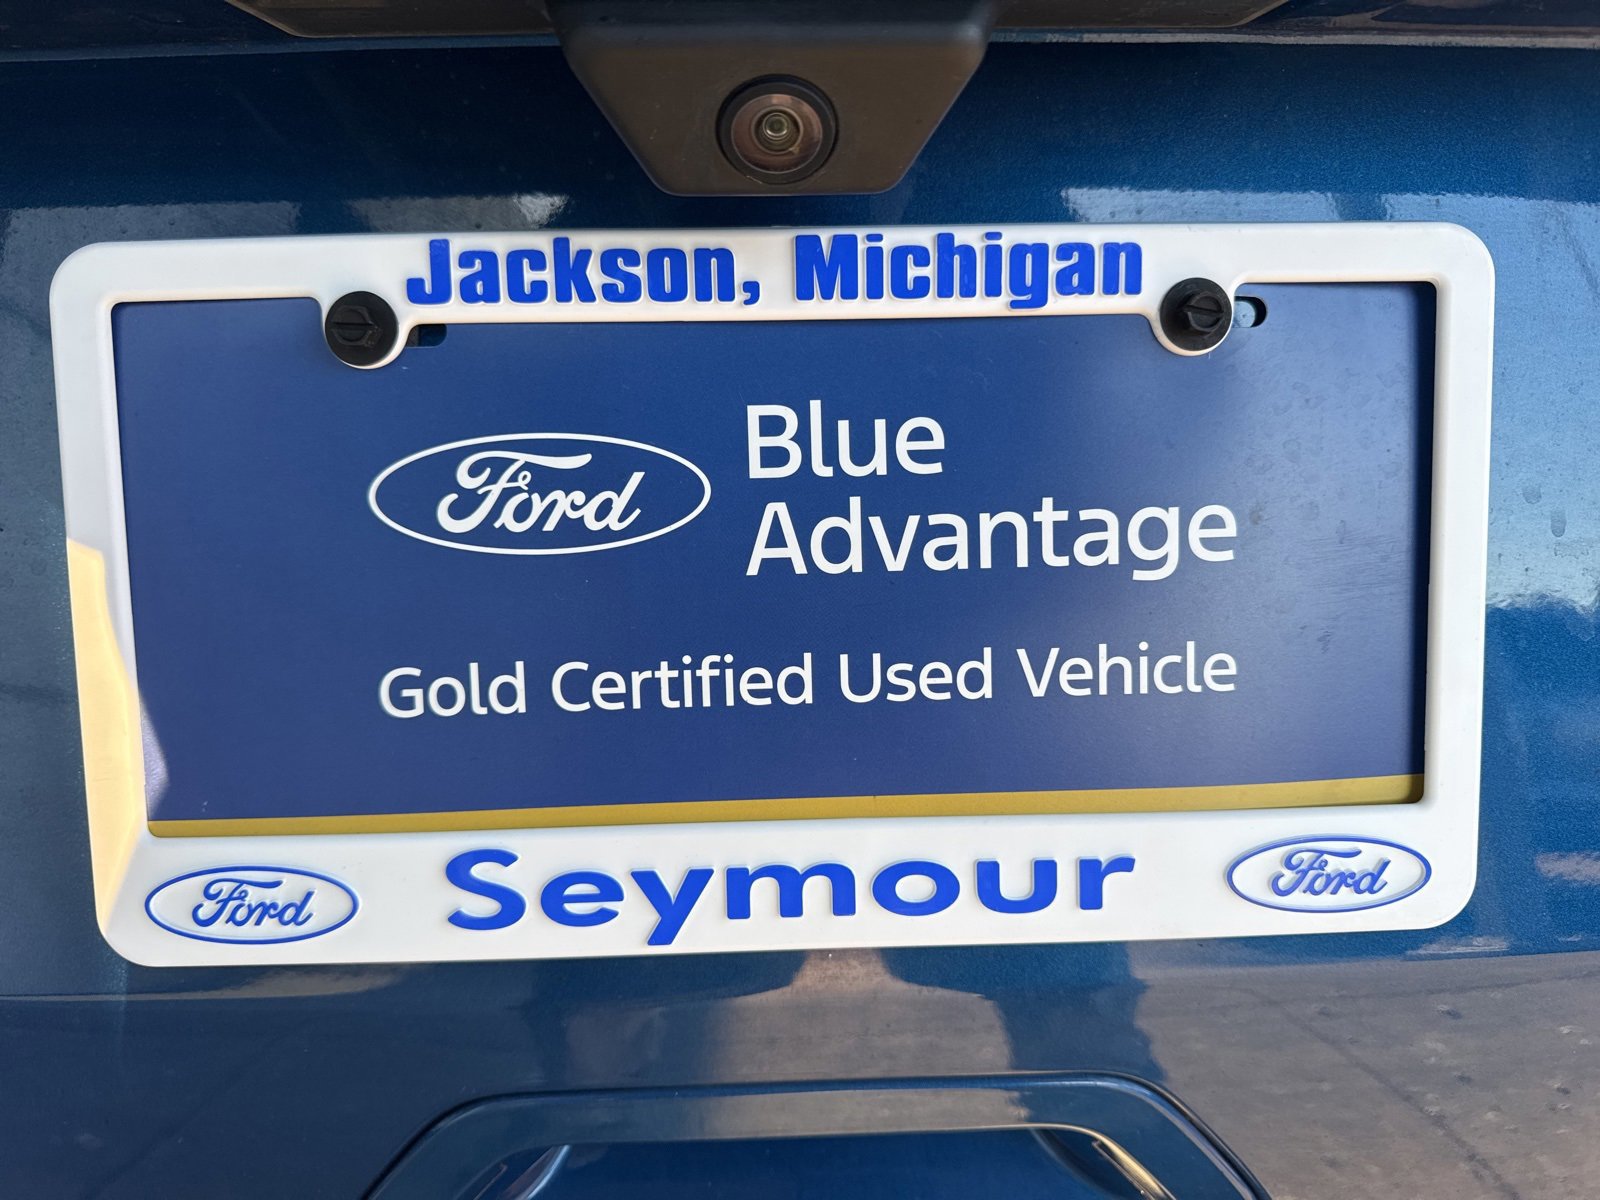 Jackson, Michigan
Ford
Blue
Advantage
Gold Certified Used Vehicle
Ford Seymour Ford